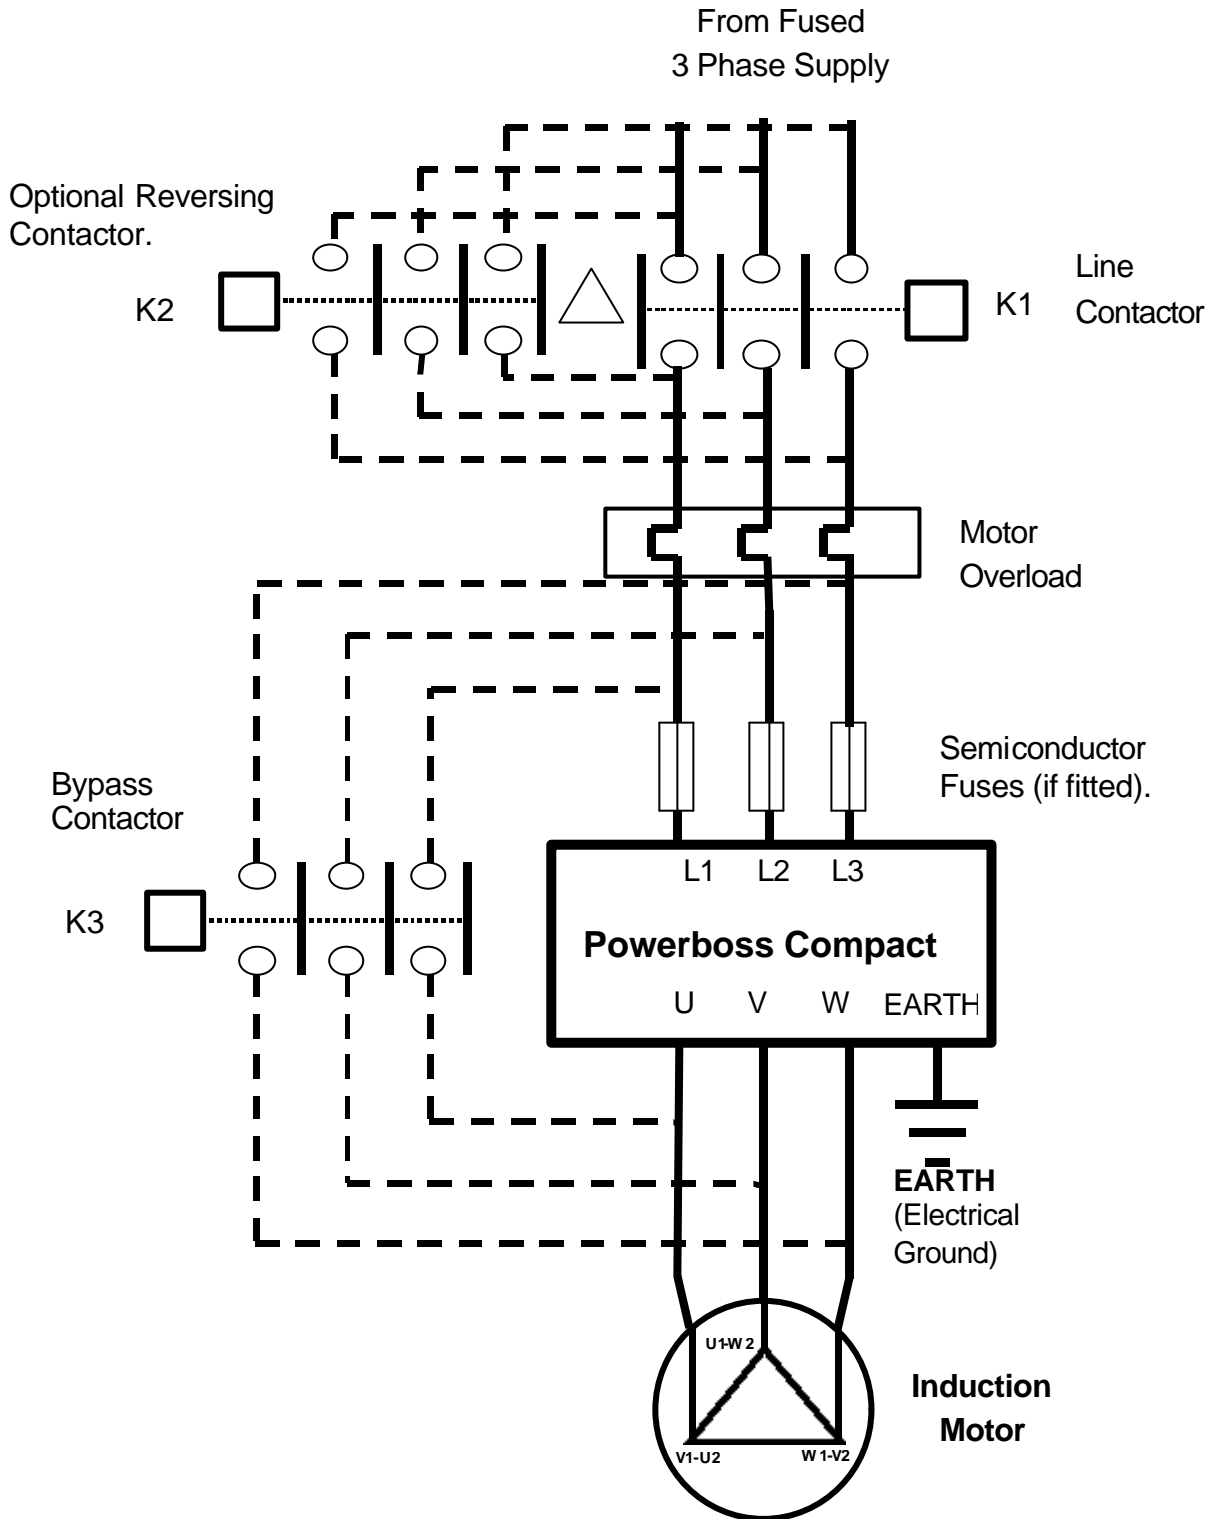 From Fused
3 Phase Supply
Optional Reversing
Contactor.
K2
K1
Line
Contactor
Motor
Overload
Semiconductor
Fuses (if fitted).
Bypass
Contactor
K3
L1 L2 L3
Powerboss Compact
U V W EARTH
EARTH
(Electrical
Ground)
U1-W2
V1-U2
W1-V2
Induction
Motor